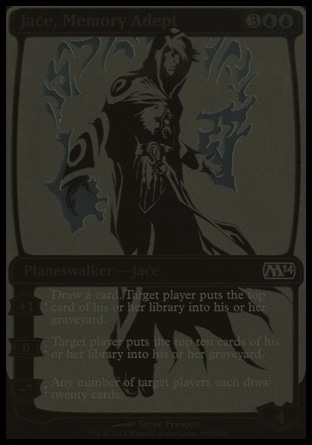 Jace, Memory Adept 3
Planeswalker — Jace M14
+1 Draw a card. Target player puts the top
card of his or her library into his or her
graveyard.
0 Target player puts the top ten cards of his
or her library into his or her graveyard.
-7 Any number of target players each draw
twenty cards.
4